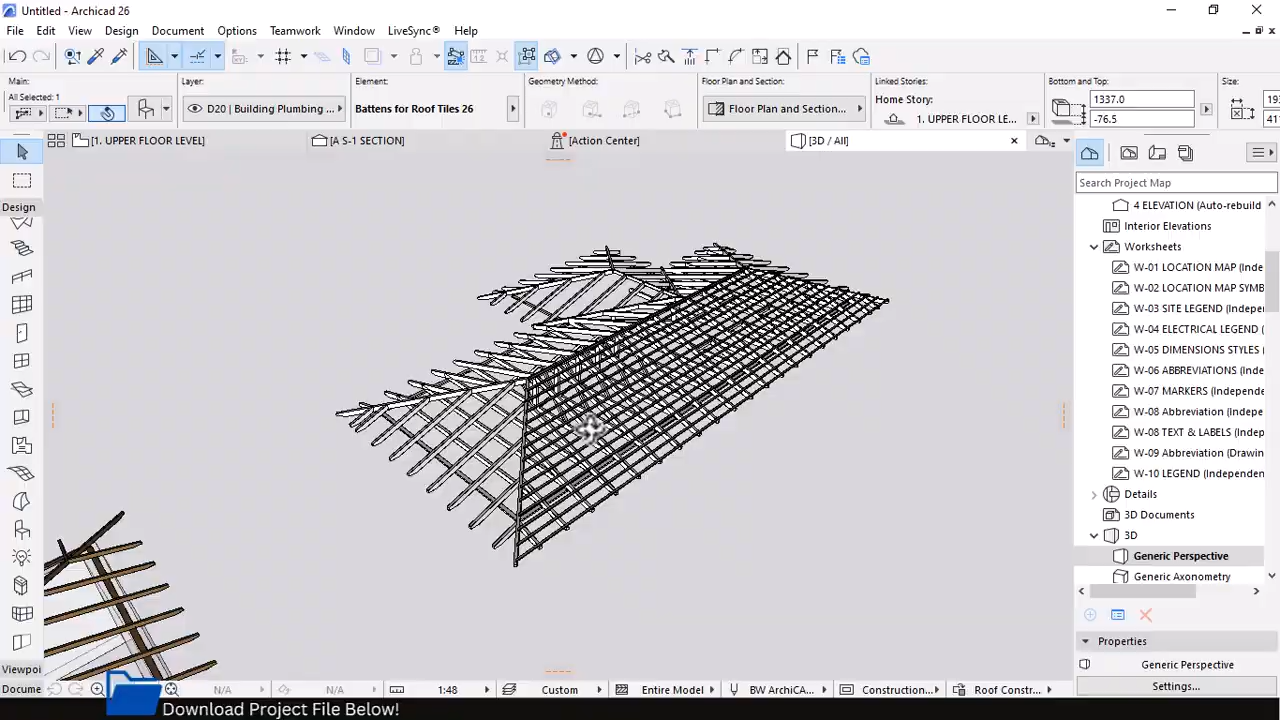 Untitled - Archicad 26
File Edit View Design Document Options Teamwork Window LiveSync® Help
Main: Layer: Element: Geometry Method: Floor Plan and Section: Linked Stories: Bottom and Top: Size:
All Selected: 1
D20 | Building Plumbing ... Battens for Roof Tiles 26 Floor Plan and Section... Home Story: 1337.0
1. UPPER FLOOR LE... -76.5
[1. UPPER FLOOR LEVEL] [A S-1 SECTION] [Action Center] [3D / All]
Search Project Map
Design
4 ELEVATION (Auto-rebuild
Interior Elevations
Worksheets
W-01 LOCATION MAP (Inde
W-02 LOCATION MAP SYMB
W-03 SITE LEGEND (Indepen
W-04 ELECTRICAL LEGEND (
W-05 DIMENSIONS STYLES (
W-06 ABBREVIATIONS (Inde
W-07 MARKERS (Independen
W-08 Abbreviation (Indepe
W-08 TEXT & LABELS (Indep
W-09 Abbreviation (Drawin
W-10 LEGEND (Independen
Details
3D Documents
3D
Generic Perspective
Generic Axonometry
Properties
Generic Perspective
Settings...
Viewpoi
Docume N/A N/A 1:48 Custom Entire Model BW ArchiCA... Construction... Roof Constr...
Download Project File Below!